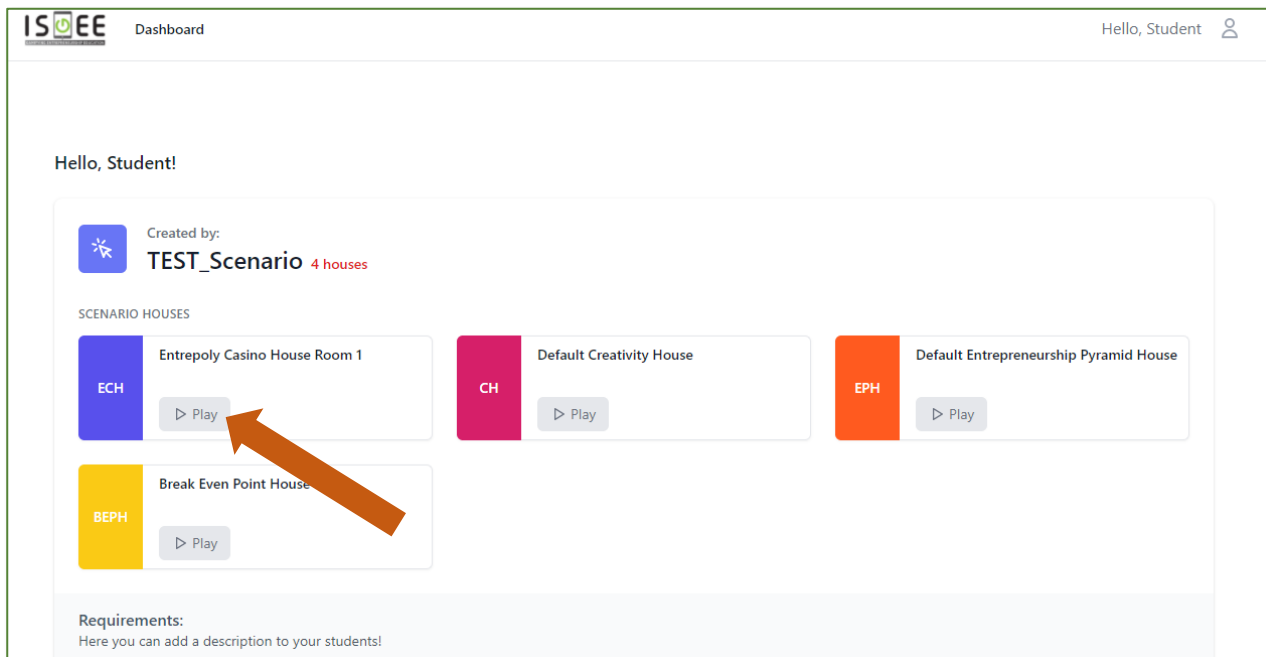 ISGEE
Dashboard
Hello, Student
Hello, Student!
Created by:
TEST_Scenario 4 houses
SCENARIO HOUSES
ECH
Entrepoly Casino House Room 1
Play
CH
Default Creativity House
Play
EPH
Default Entrepreneurship Pyramid House
Play
BEPH
Break Even Point House
Play
Requirements:
Here you can add a description to your students!